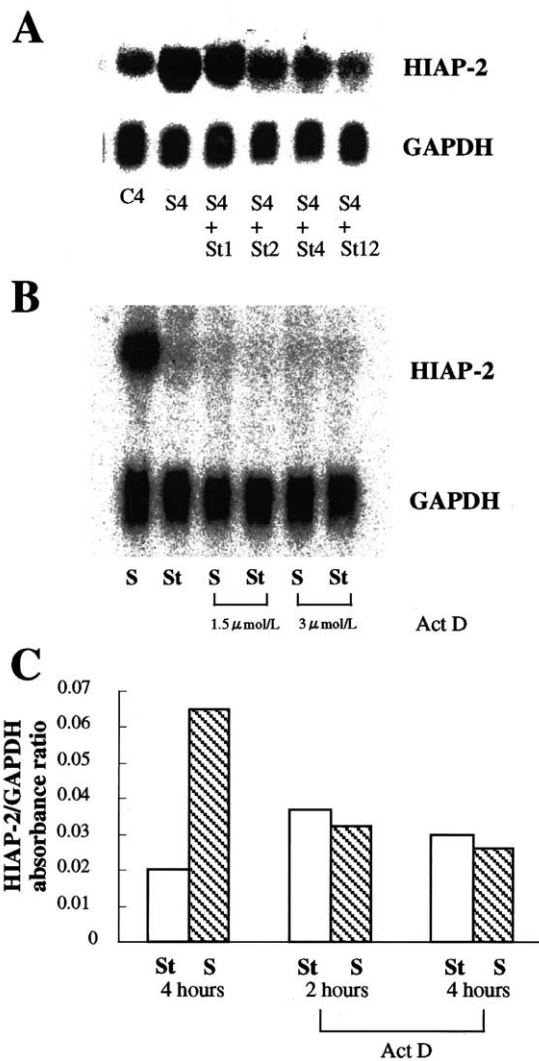 A
HIAP-2
GAPDH
C4 S4 S4 S4 S4 S4
+ + + +
St1 St2 St4 St12
B
HIAP-2
GAPDH
S St S St S St
1.5 μmol/L 3 μmol/L Act D
C
HIAP-2/GAPDH
absorbance ratio
0.07
0.06
0.04
0.03
0.02
0.01
0
St S St S St S
4 hours 2 hours 4 hours
Act D